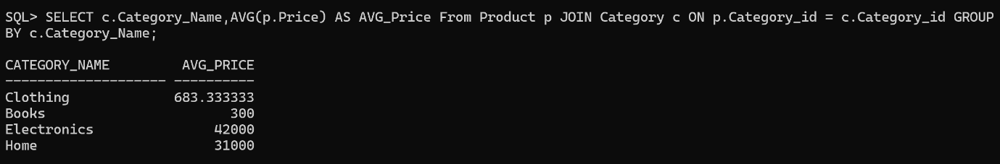 SQL> SELECT c.Category_Name,AVG(p.Price) AS AVG_Price From Product p JOIN Category c ON p.Category_id = c.Category_id GROUP
BY c.Category_Name;
CATEGORY_NAME         AVG_PRICE
-------------------- ----------
Clothing             683.333333
Books                       300
Electronics               42000
Home                      31000